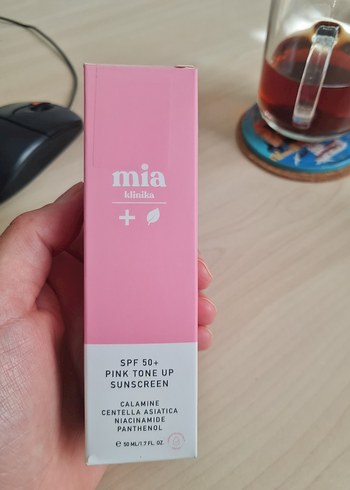 mia
klinika
SPF 50+
PINK TONE UP
SUNSCREEN
CALAMINE
CENTELLA ASIATICA
NIACINAMIDE
PANTHENOL
℮ 50 ML/1.7 FL. OZ